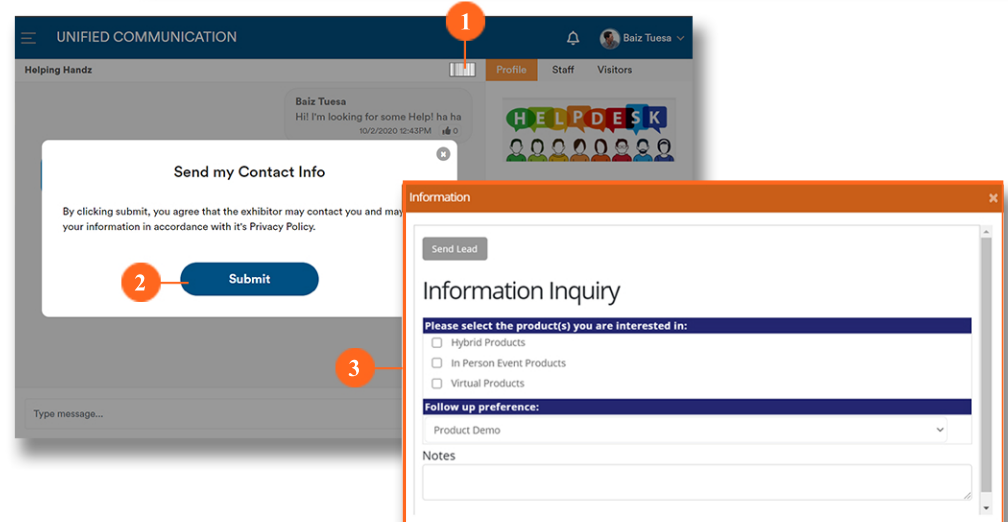 1
UNIFIED COMMUNICATION
Baiz Tuesa
Helping Handz
Profile
Staff
Visitors
Baiz Tuesa
Hi! I'm looking for some Help! ha ha
10/2/2020 12:43PM 0
HELPDESK
Send my Contact Info
By clicking submit, you agree that the exhibitor may contact you and may
your information in accordance with it's Privacy Policy.
2
Submit
Type message...
3
Information
Send Lead
Information Inquiry
Please select the product(s) you are interested in:
Hybrid Products
In Person Event Products
Virtual Products
Follow up preference:
Product Demo
Notes